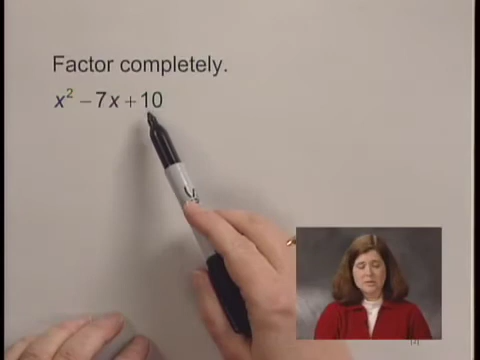 Factor completely.
x² − 7x + 10